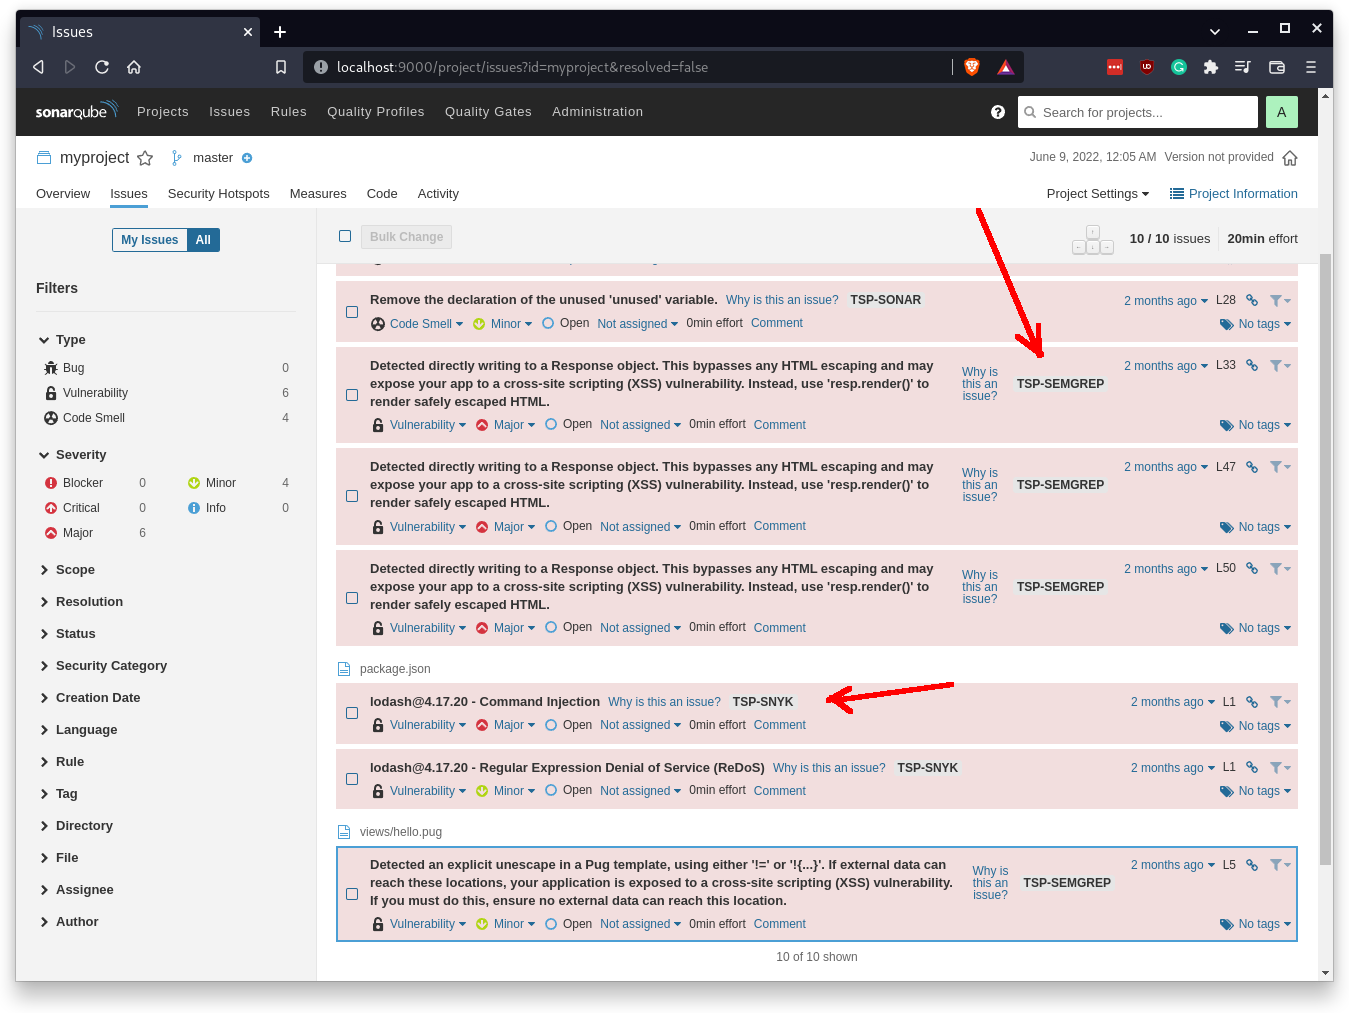 Issues
localhost:9000/project/issues?id=myproject&resolved=false
sonarqube Projects Issues Rules Quality Profiles Quality Gates Administration Search for projects... A
myproject master June 9, 2022, 12:05 AM Version not provided
Overview Issues Security Hotspots Measures Code Activity Project Settings Project Information
My Issues All
Bulk Change 10 / 10 issues 20min effort
Filters
Type
Bug 0
Vulnerability 6
Code Smell 4
Severity
Blocker 0 Minor 4
Critical 0 Info 0
Major 6
Scope
Resolution
Status
Security Category
Creation Date
Language
Rule
Tag
Directory
File
Assignee
Author
Remove the declaration of the unused 'unused' variable. Why is this an issue? TSP-SONAR 2 months ago L28
Code Smell Minor Open Not assigned 0min effort Comment No tags
Detected directly writing to a Response object. This bypasses any HTML escaping and may
expose your app to a cross-site scripting (XSS) vulnerability. Instead, use 'resp.render()' to
render safely escaped HTML.
Why is
this an
issue?
TSP-SEMGREP 2 months ago L33
Vulnerability Major Open Not assigned 0min effort Comment No tags
Detected directly writing to a Response object. This bypasses any HTML escaping and may
expose your app to a cross-site scripting (XSS) vulnerability. Instead, use 'resp.render()' to
render safely escaped HTML.
Why is
this an
issue?
TSP-SEMGREP 2 months ago L47
Vulnerability Major Open Not assigned 0min effort Comment No tags
Detected directly writing to a Response object. This bypasses any HTML escaping and may
expose your app to a cross-site scripting (XSS) vulnerability. Instead, use 'resp.render()' to
render safely escaped HTML.
Why is
this an
issue?
TSP-SEMGREP 2 months ago L50
Vulnerability Major Open Not assigned 0min effort Comment No tags
package.json
lodash@4.17.20 - Command Injection Why is this an issue? TSP-SNYK 2 months ago L1
Vulnerability Major Open Not assigned 0min effort Comment No tags
lodash@4.17.20 - Regular Expression Denial of Service (ReDoS) Why is this an issue? TSP-SNYK 2 months ago L1
Vulnerability Minor Open Not assigned 0min effort Comment No tags
views/hello.pug
Detected an explicit unescape in a Pug template, using either '!=' or '!{...}'. If external data can
reach these locations, your application is exposed to a cross-site scripting (XSS) vulnerability.
If you must do this, ensure no external data can reach this location.
Why is
this an
issue?
TSP-SEMGREP 2 months ago L5
Vulnerability Minor Open Not assigned 0min effort Comment No tags
10 of 10 shown